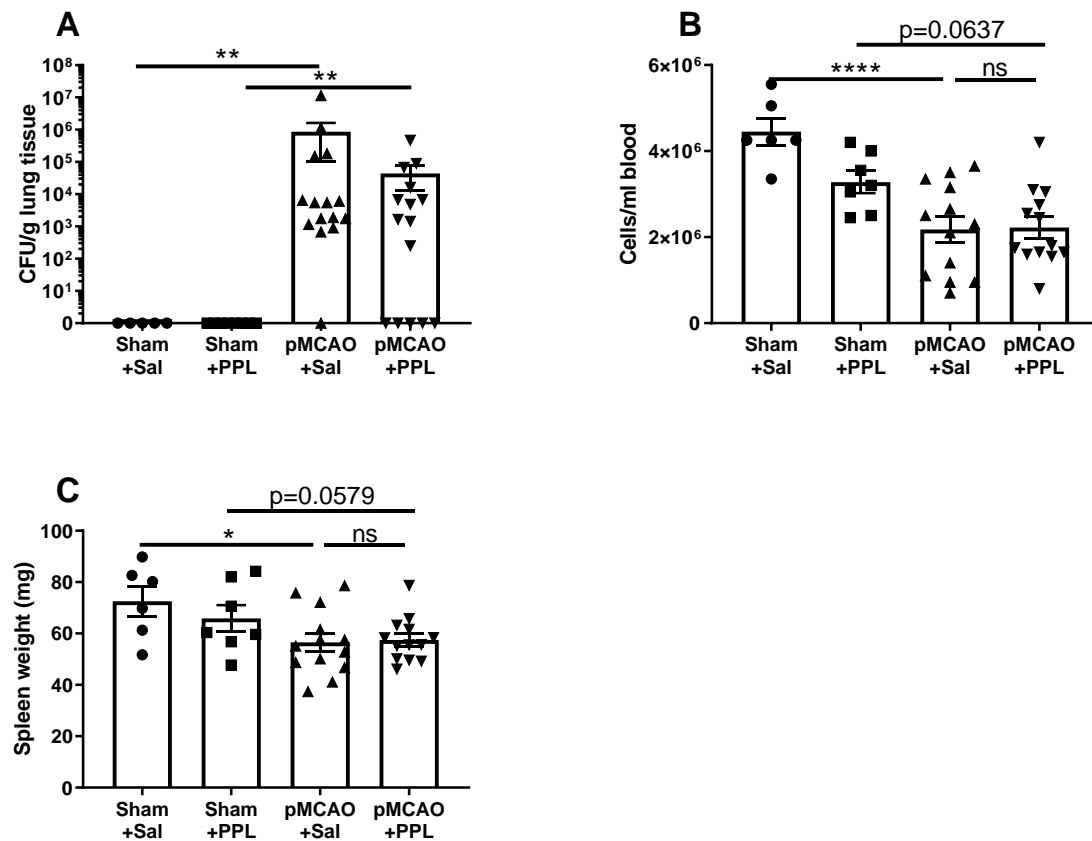 A
**
**
CFU/g lung tissue
10⁸
10⁷
10⁶
10⁵
10⁴
10³
10²
10¹
0
Sham
+Sal
Sham
+PPL
pMCAO
+Sal
pMCAO
+PPL
B
p=0.0637
****
ns
Cells/ml blood
6×10⁶
4×10⁶
2×10⁶
0
Sham
+Sal
Sham
+PPL
pMCAO
+Sal
pMCAO
+PPL
C
p=0.0579
*
ns
Spleen weight (mg)
100
80
60
40
20
0
Sham
+Sal
Sham
+PPL
pMCAO
+Sal
pMCAO
+PPL